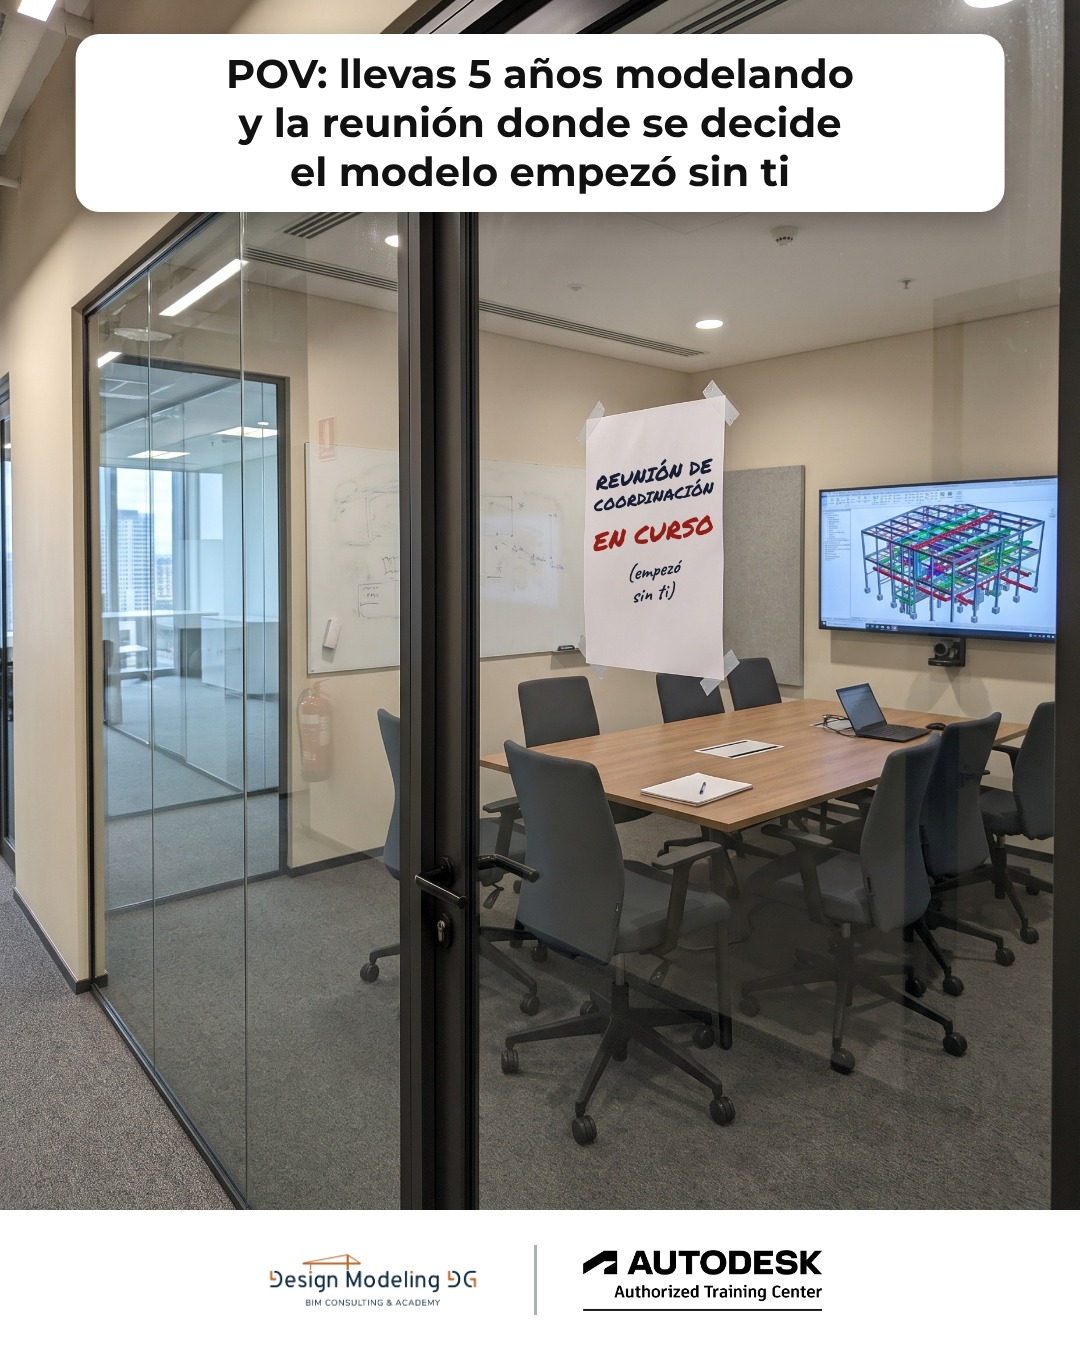 POV: llevas 5 años modelando
y la reunión donde se decide
el modelo empezó sin ti
REUNIÓN DE
COORDINACIÓN
EN CURSO
(empezó
sin ti)
Design Modeling DG
BIM CONSULTING & ACADEMY
AUTODESK
Authorized Training Center